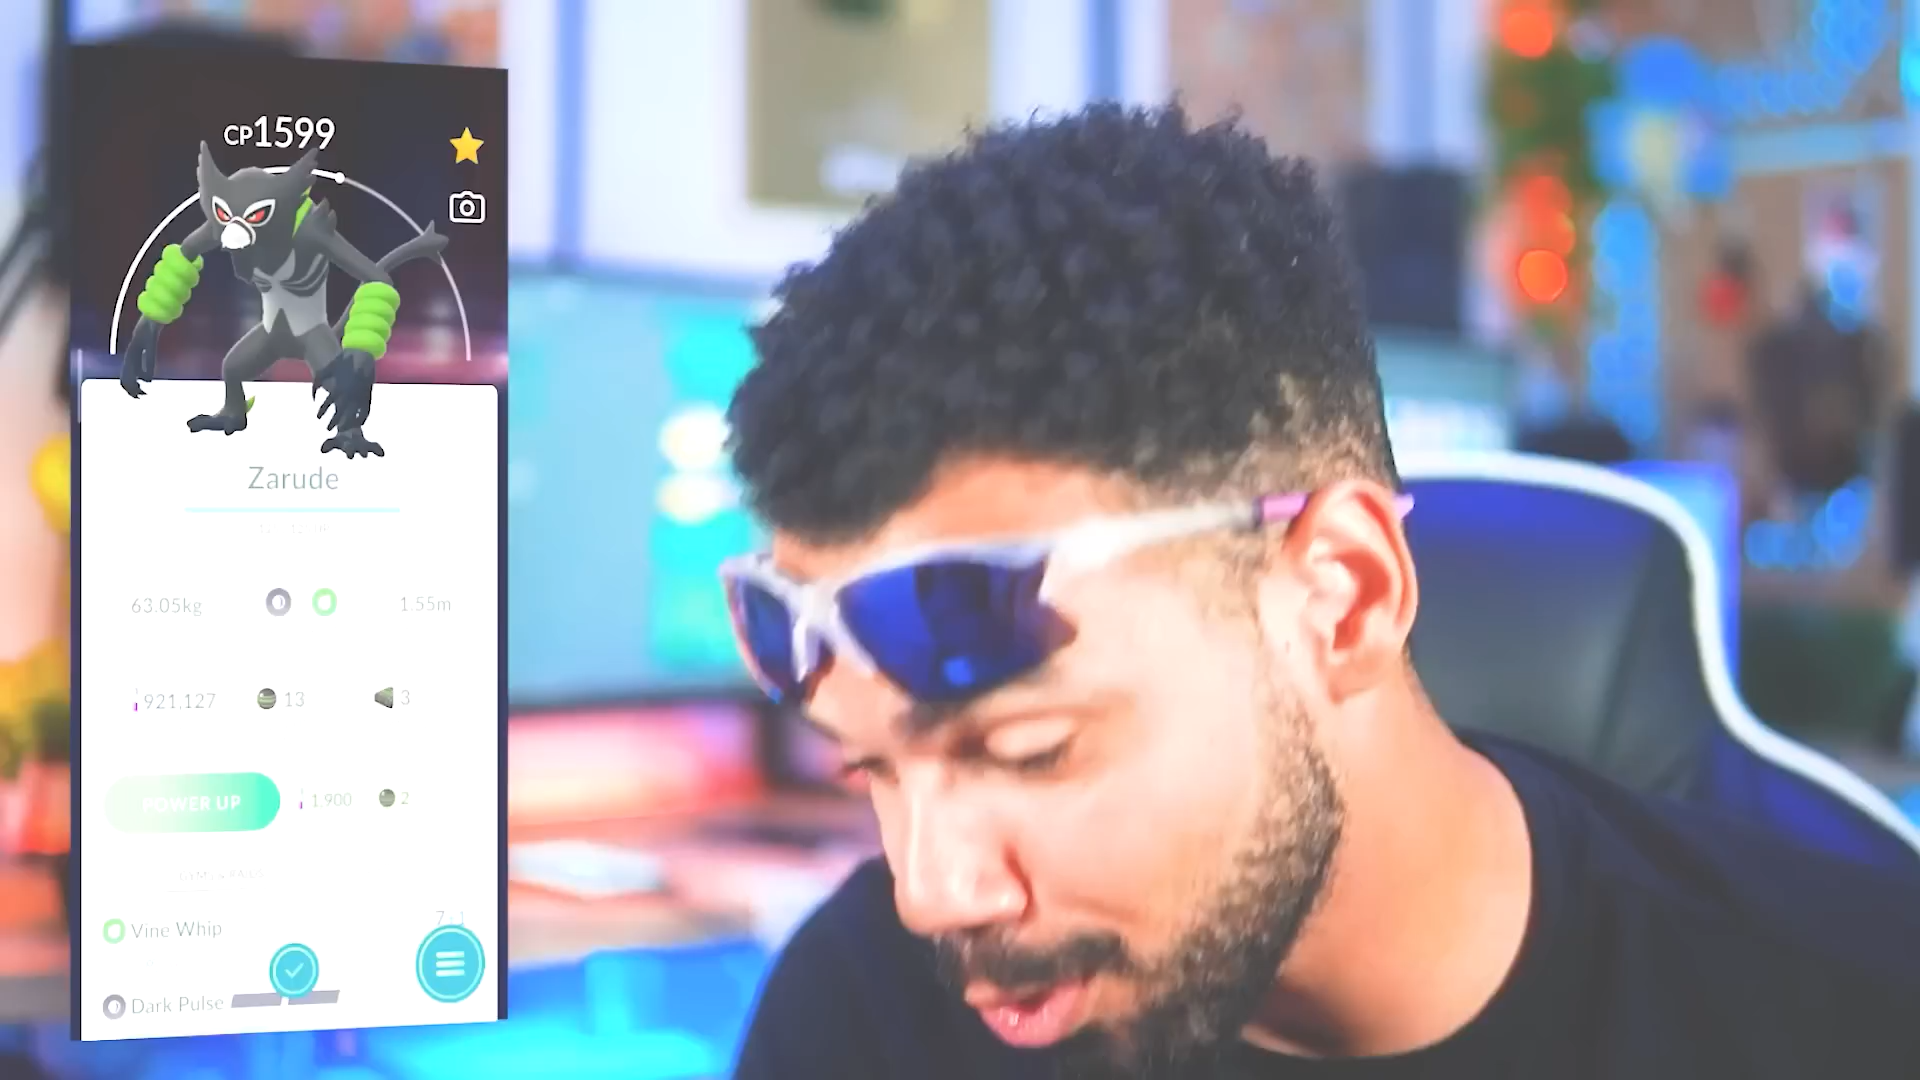 CP1599
Zarude
63.05kg
1.55m
921,127
13
3
POWER UP
1,900
2
Vine Whip
Dark Pulse